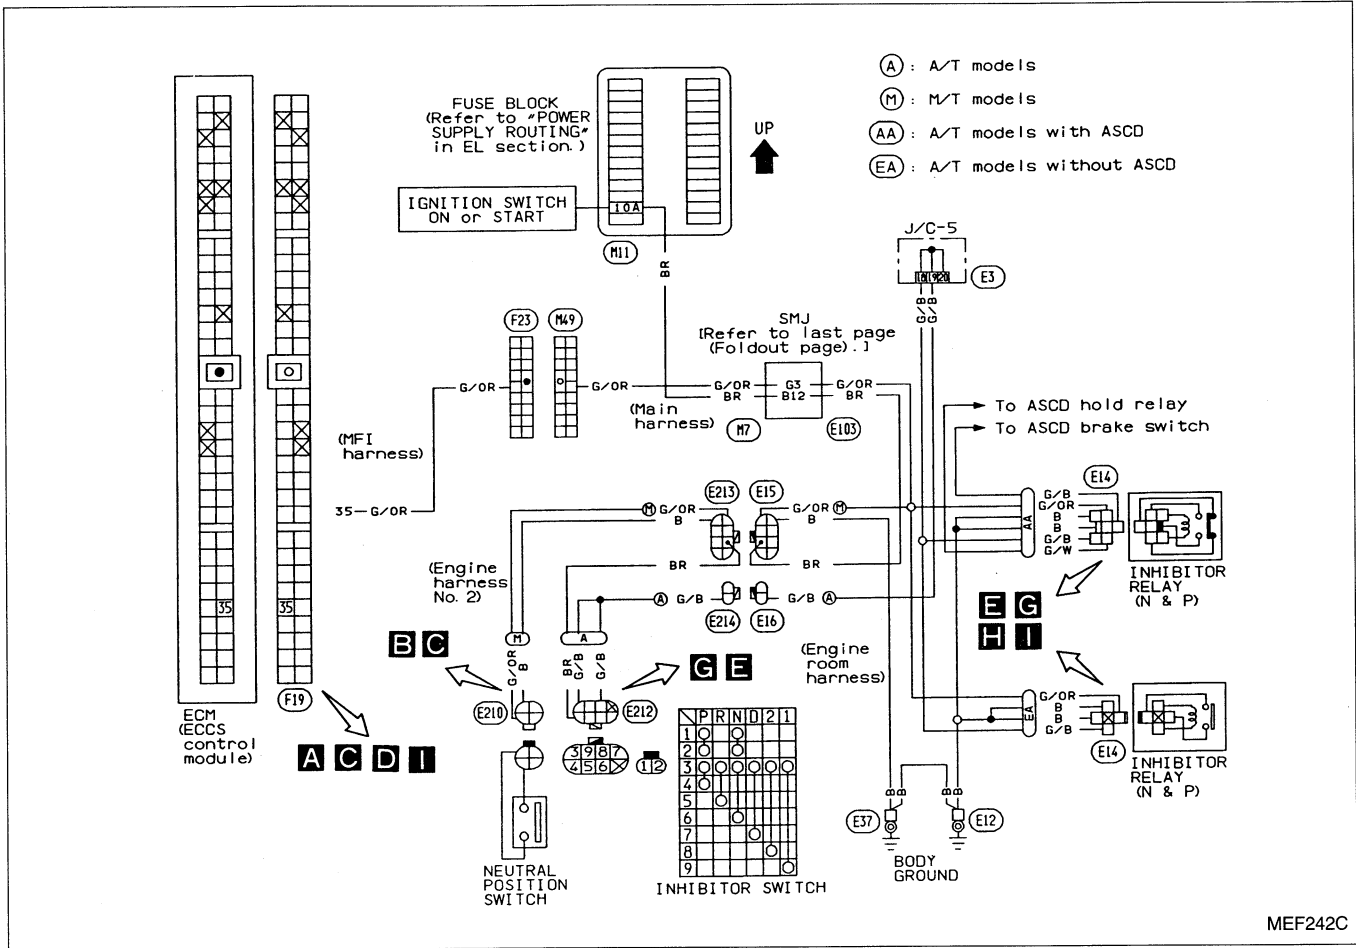 FUSE BLOCK
(Refer to "POWER
SUPPLY ROUTING"
in EL section.)
IGNITION SWITCH
ON or START
10A
M11
BR
UP
A : A/T models
M : M/T models
AA : A/T models with ASCD
EA : A/T models without ASCD
J/C-5
18 19 20
E3
G/B
G/B
F23
M49
SMJ
[Refer to last page
(Foldout page).]
G/OR
G/OR
G/OR
G3
G/OR
BR
B12
BR
(Main
harness)
M7
E103
(MFI
harness)
35
G/OR
To ASCD hold relay
To ASCD brake switch
E213
E15
M G/OR
G/OR M
B
B
BR
BR
A G/B
G/B A
E214
E16
(Engine
harness
No. 2)
(Engine
room
harness)
AA
E14
G/B
G/OR
B
B
G/B
G/W
INHIBITOR
RELAY
(N & P)
E G
H I
35
35
F19
ECM
(ECCS
control
module)
A C D I
B C
M
A
G/OR
B
BR
G/B
G/B
G E
E210
E212
3 9 8 7
4 5 6
1 2
NEUTRAL
POSITION
SWITCH
P R N D 2 1
1
2
3
4
5
6
7
8
9
INHIBITOR SWITCH
EA
G/OR
B
B
G/B
E14
INHIBITOR
RELAY
(N & P)
B
B
B
B
E37
E12
BODY
GROUND
MEF242C